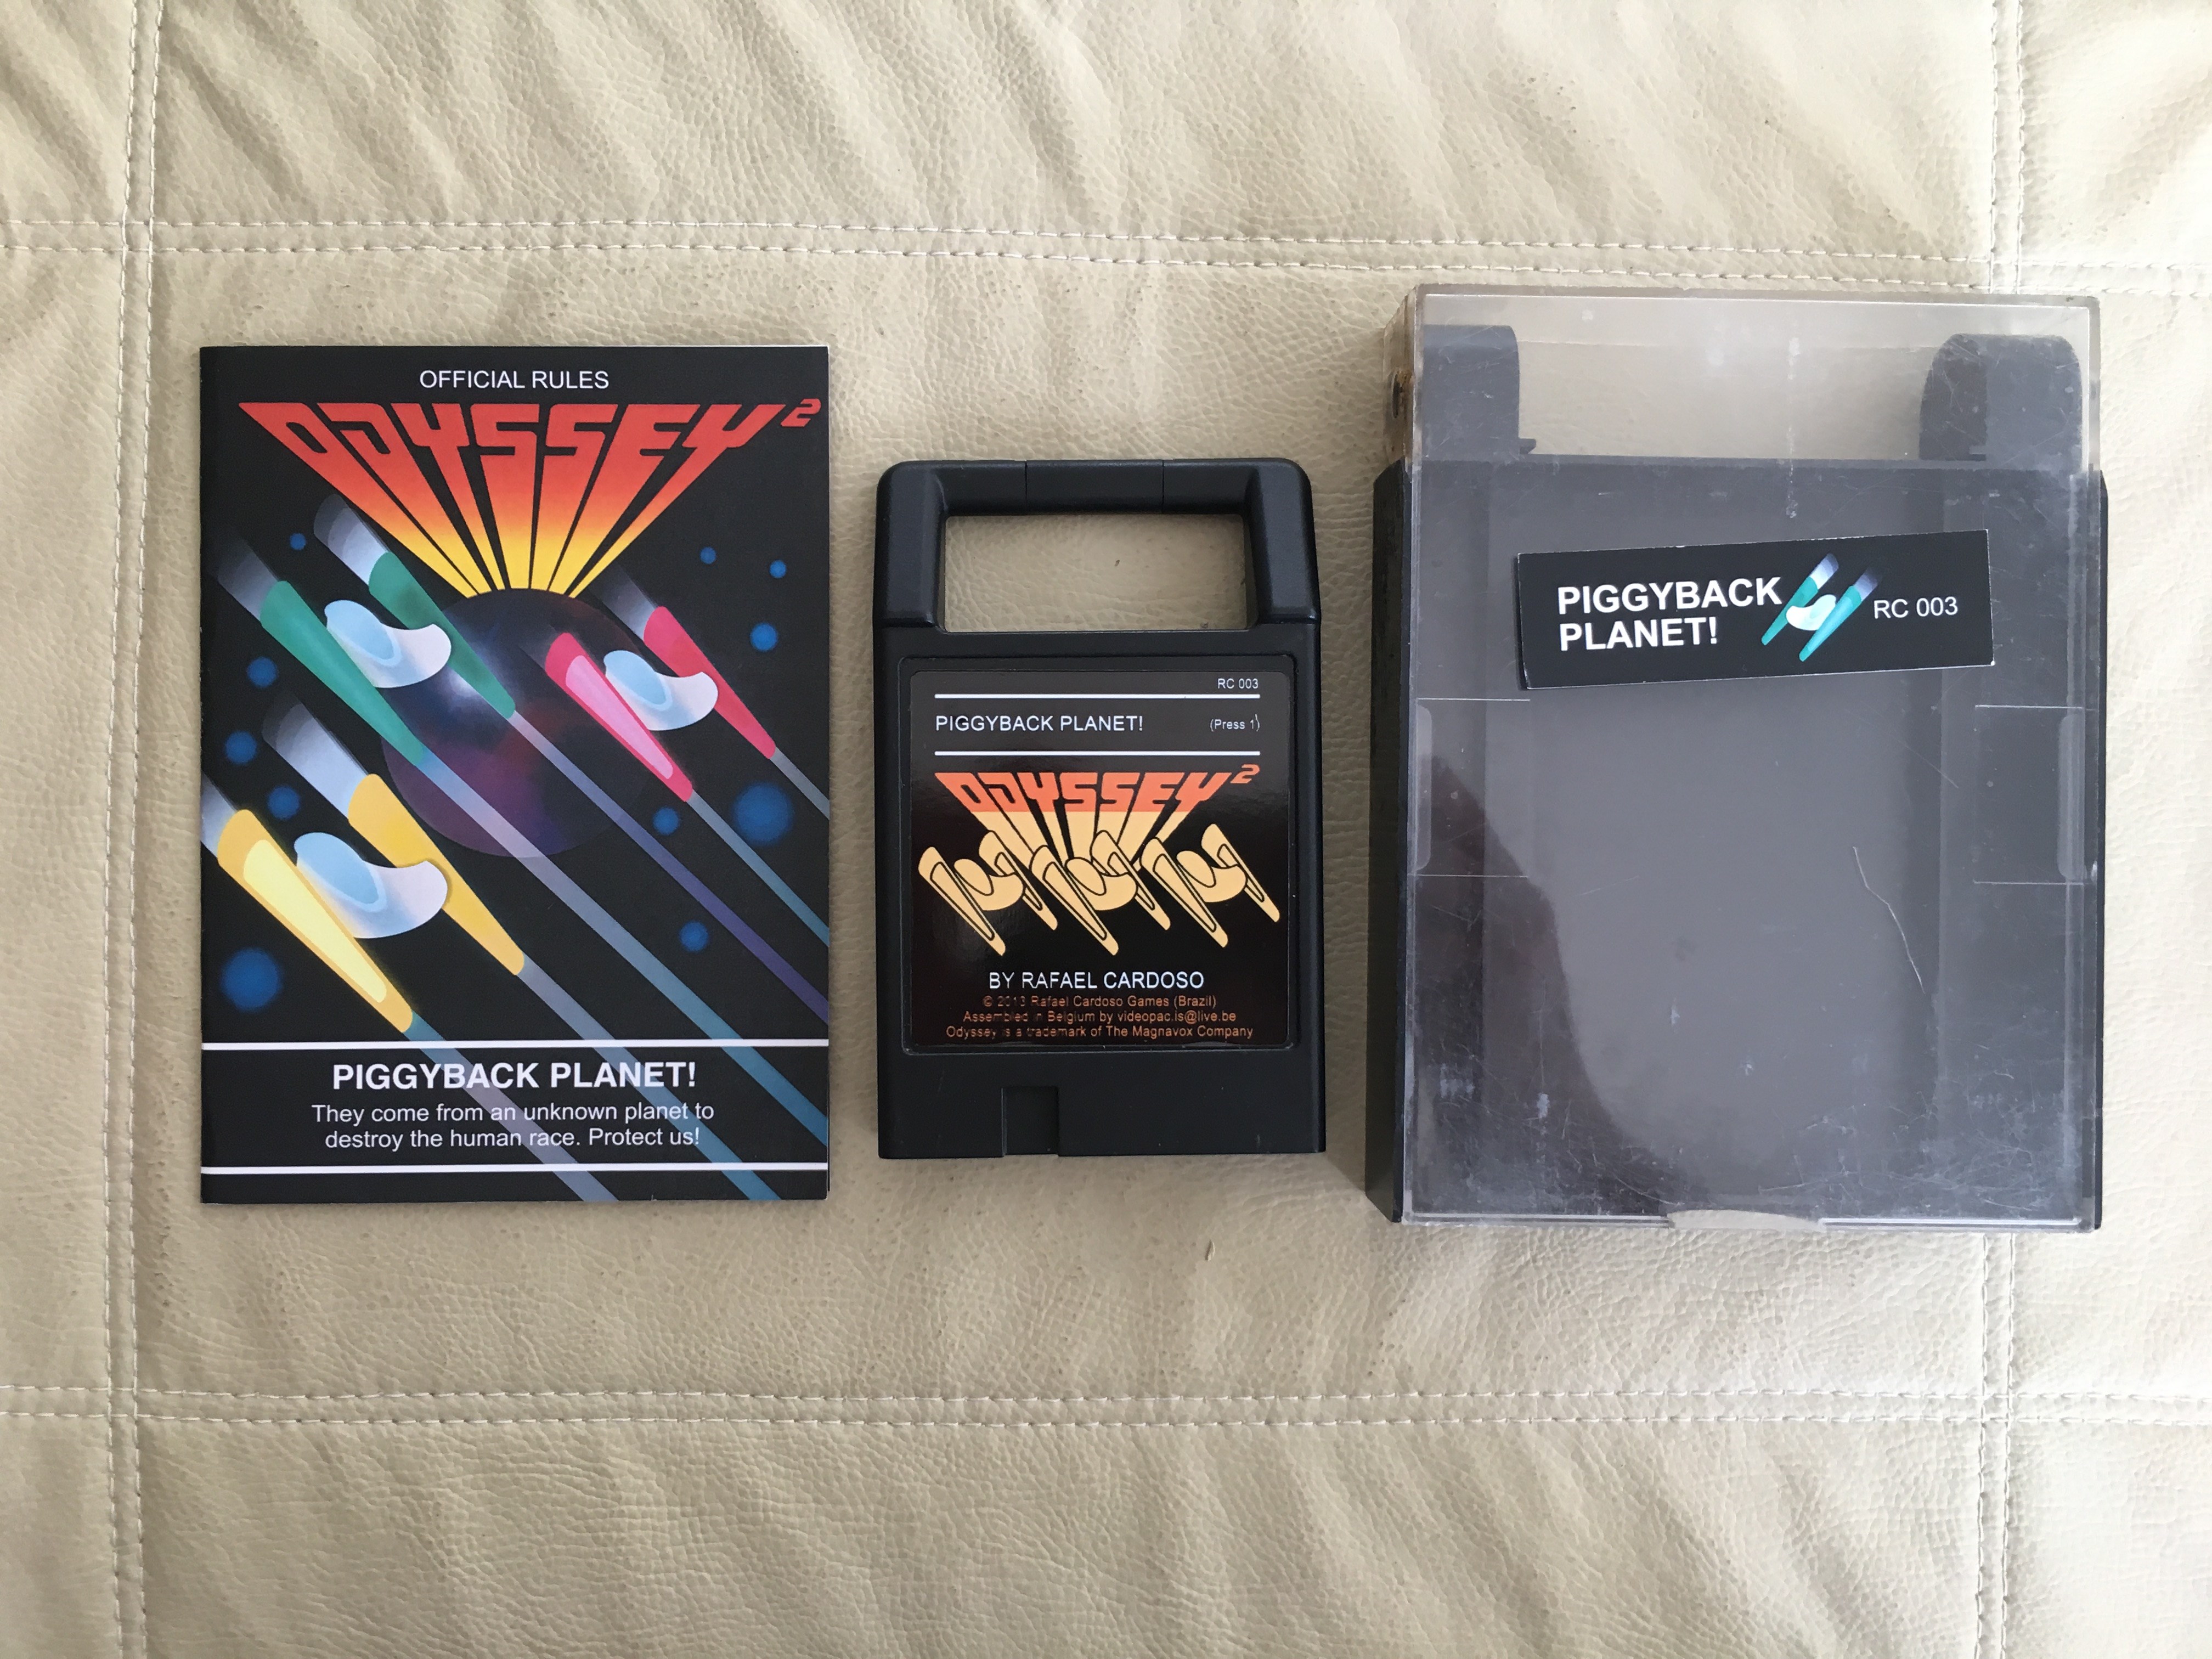 OFFICIAL RULES
ODYSSEY²
PIGGYBACK PLANET!
They come from an unknown planet to
destroy the human race. Protect us!
RC 003
PIGGYBACK PLANET! (Press 1)
ODYSSEY²
BY RAFAEL CARDOSO
© 2013 Rafael Cardoso Games (Brazil)
Assembled in Belgium by videopac.is@live.be
Odyssey is a trademark of The Magnavox Company
PIGGYBACK
PLANET!
RC 003